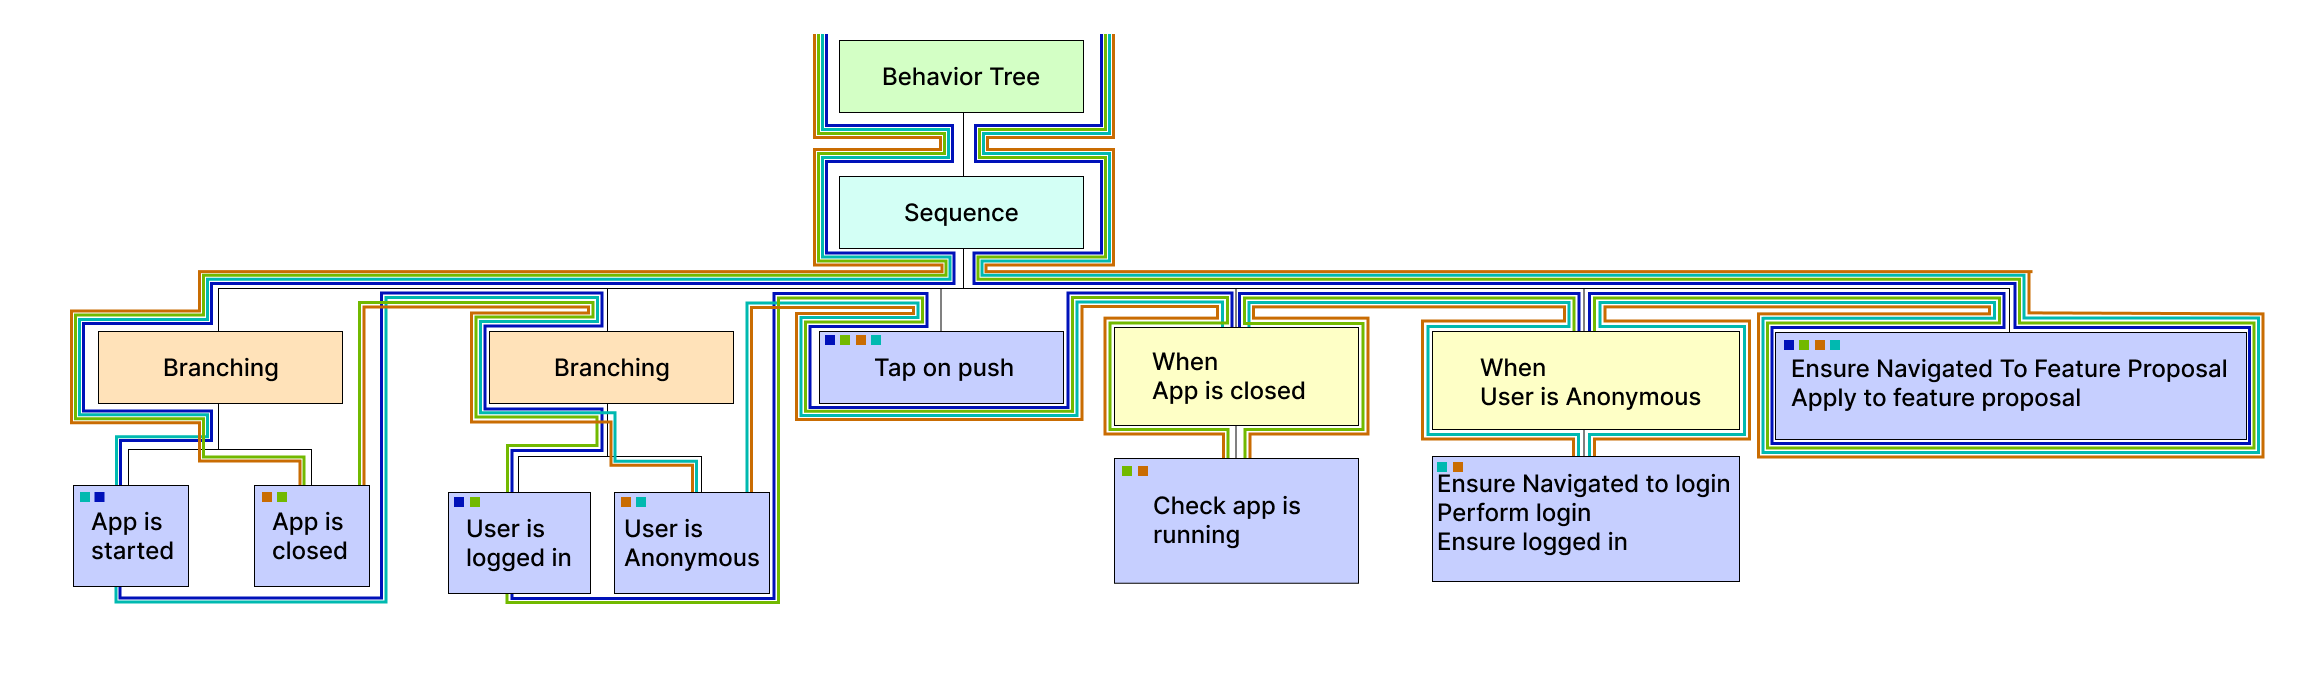 Behavior Tree
Sequence
Branching
Branching
Tap on push
When
App is closed
When
User is Anonymous
Ensure Navigated To Feature Proposal
Apply to feature proposal
App is
started
App is
closed
User is
logged in
User is
Anonymous
Check app is
running
Ensure Navigated to login
Perform login
Ensure logged in